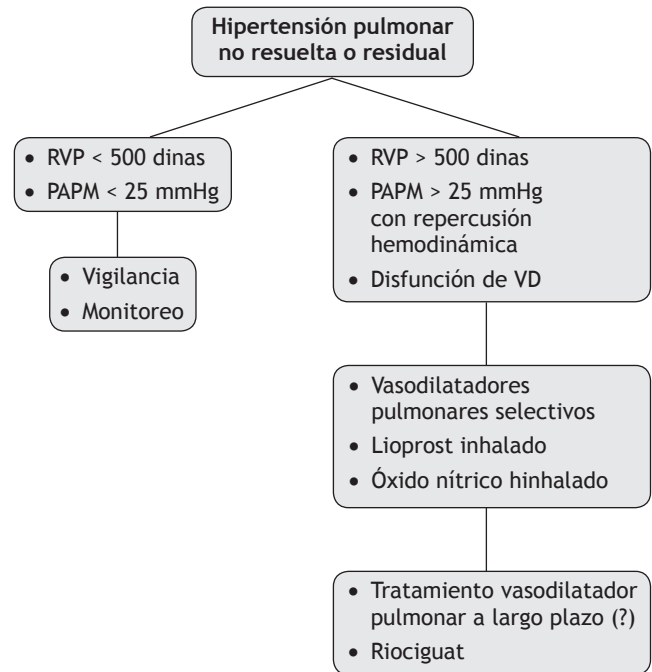 Hipertensión pulmonar
no resuelta o residual
• RVP < 500 dinas
• PAPM < 25 mmHg
• Vigilancia
• Monitoreo
• RVP > 500 dinas
• PAPM > 25 mmHg
con repercusión
hemodinámica
• Disfunción de VD
• Vasodilatadores
pulmonares selectivos
• Lioprost inhalado
• Óxido nítrico hinhalado
• Tratamiento vasodilatador
pulmonar a largo plazo (?)
• Riociguat